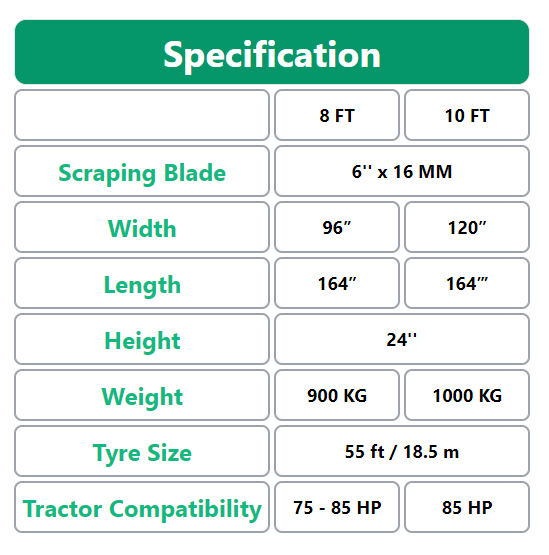 Specification
8 FT 10 FT
Scraping Blade 6'' x 16 MM
Width 96” 120”
Length 164” 164”’
Height 24''
Weight 900 KG 1000 KG
Tyre Size 55 ft / 18.5 m
Tractor Compatibility 75 - 85 HP 85 HP